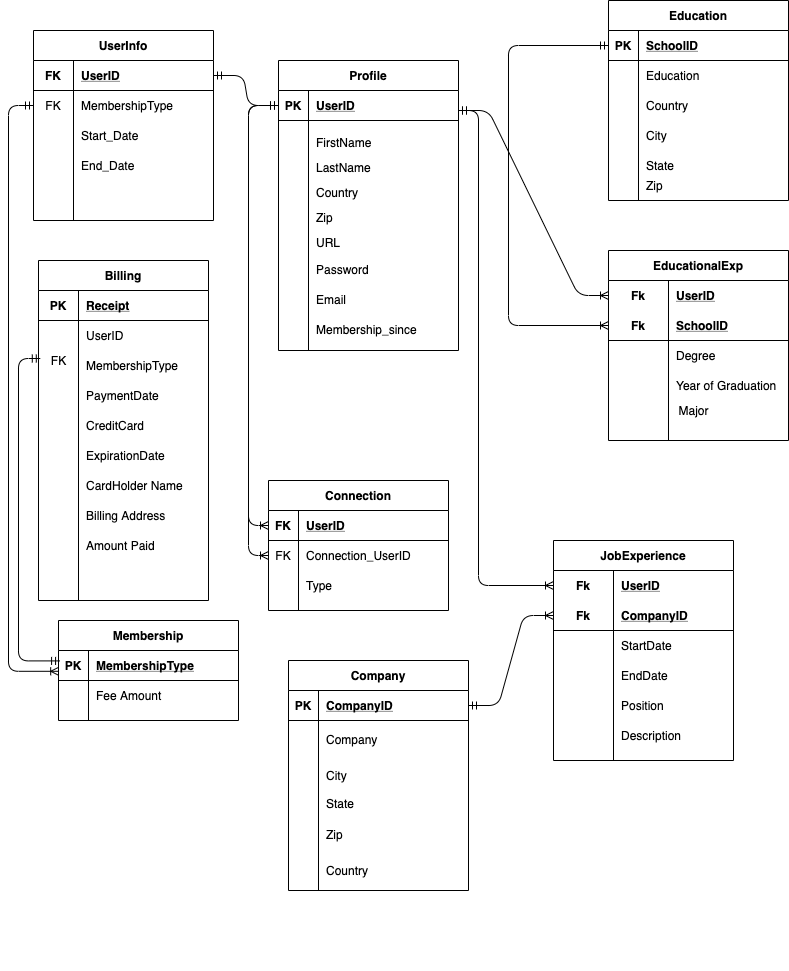 UserInfo
FK UserID
FK MembershipType
Start_Date
End_Date
Profile
PK UserID
FirstName
LastName
Country
Zip
URL
Password
Email
Membership_since
Education
PK SchoolID
Education
Country
City
State
Zip
EducationalExp
Fk UserID
Fk SchoolID
Degree
Year of Graduation
Major
Billing
PK Receipt
UserID
FK MembershipType
PaymentDate
CreditCard
ExpirationDate
CardHolder Name
Billing Address
Amount Paid
Connection
FK UserID
FK Connection_UserID
Type
JobExperience
Fk UserID
Fk CompanyID
StartDate
EndDate
Position
Description
Membership
PK MembershipType
Fee Amount
Company
PK CompanyID
Company
City
State
Zip
Country